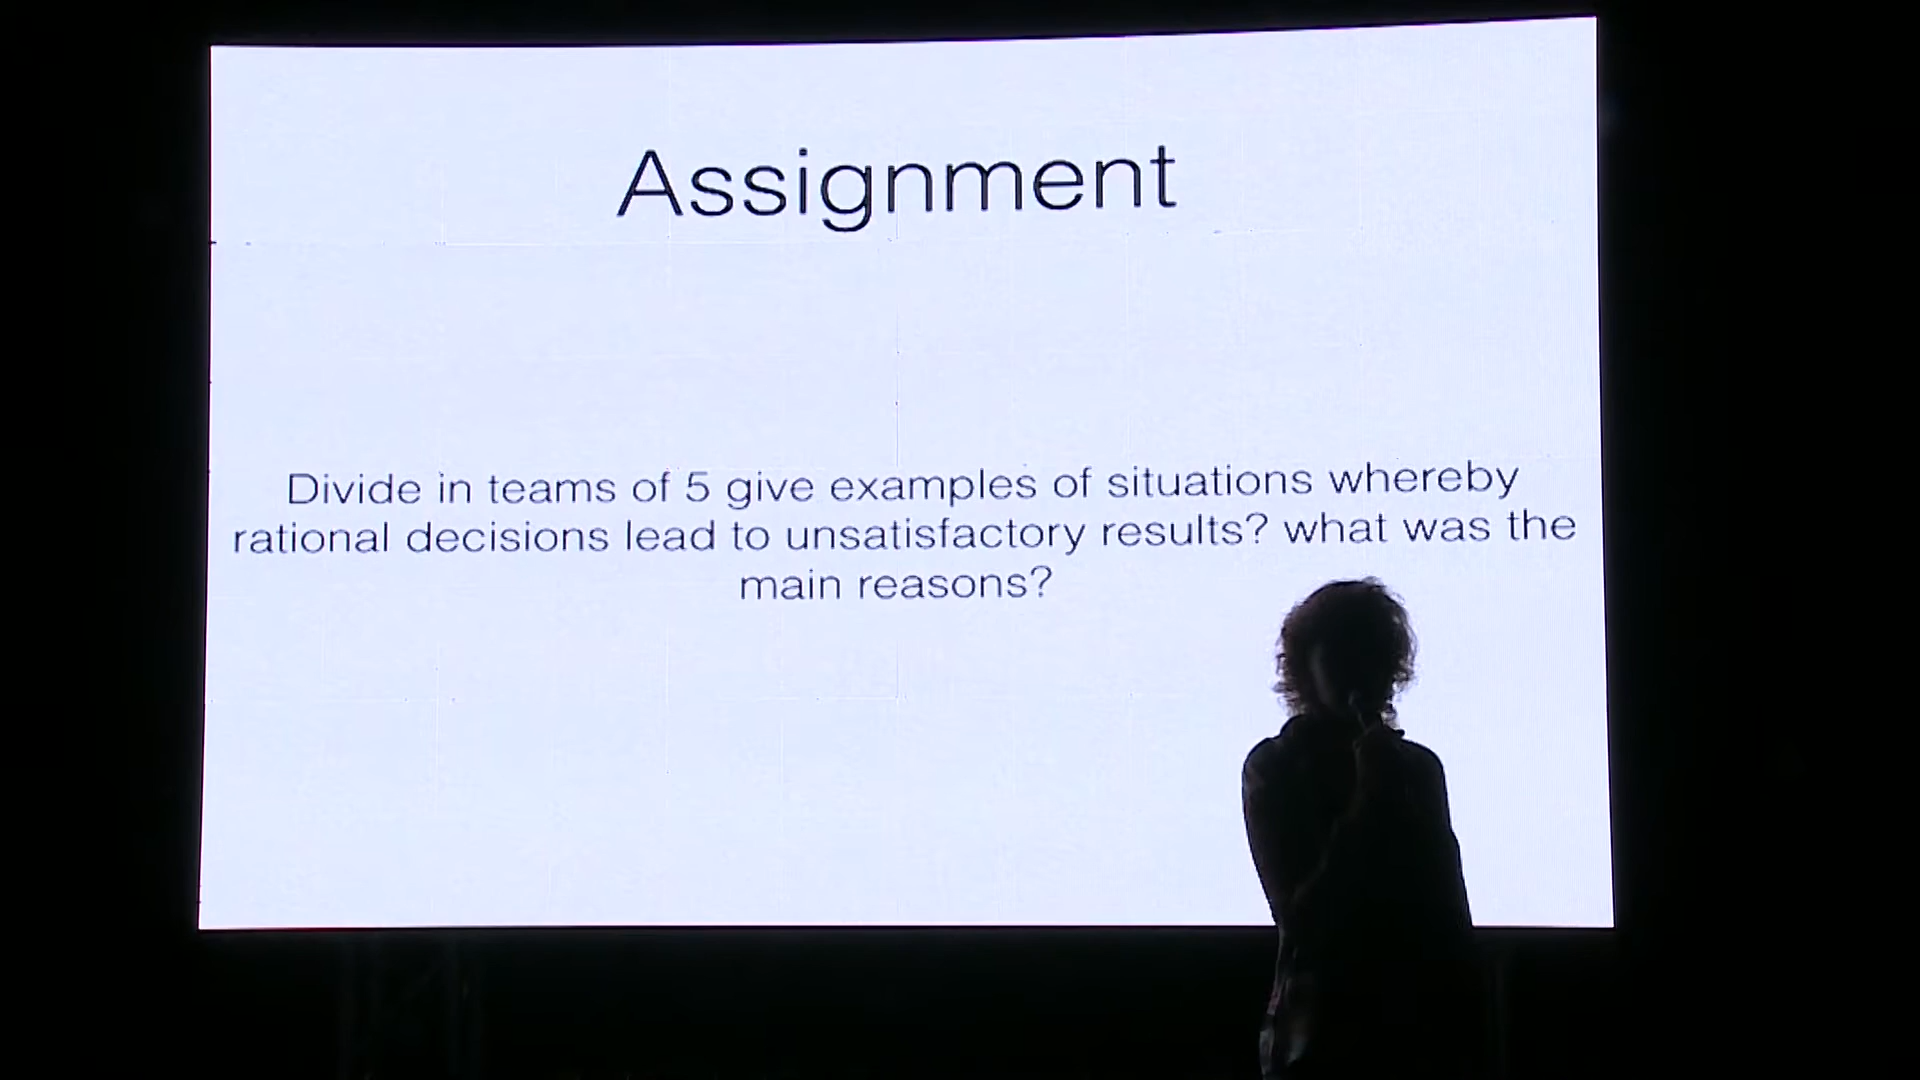 Assignment
Divide in teams of 5 give examples of situations whereby
rational decisions lead to unsatisfactory results? what was the
main reasons?